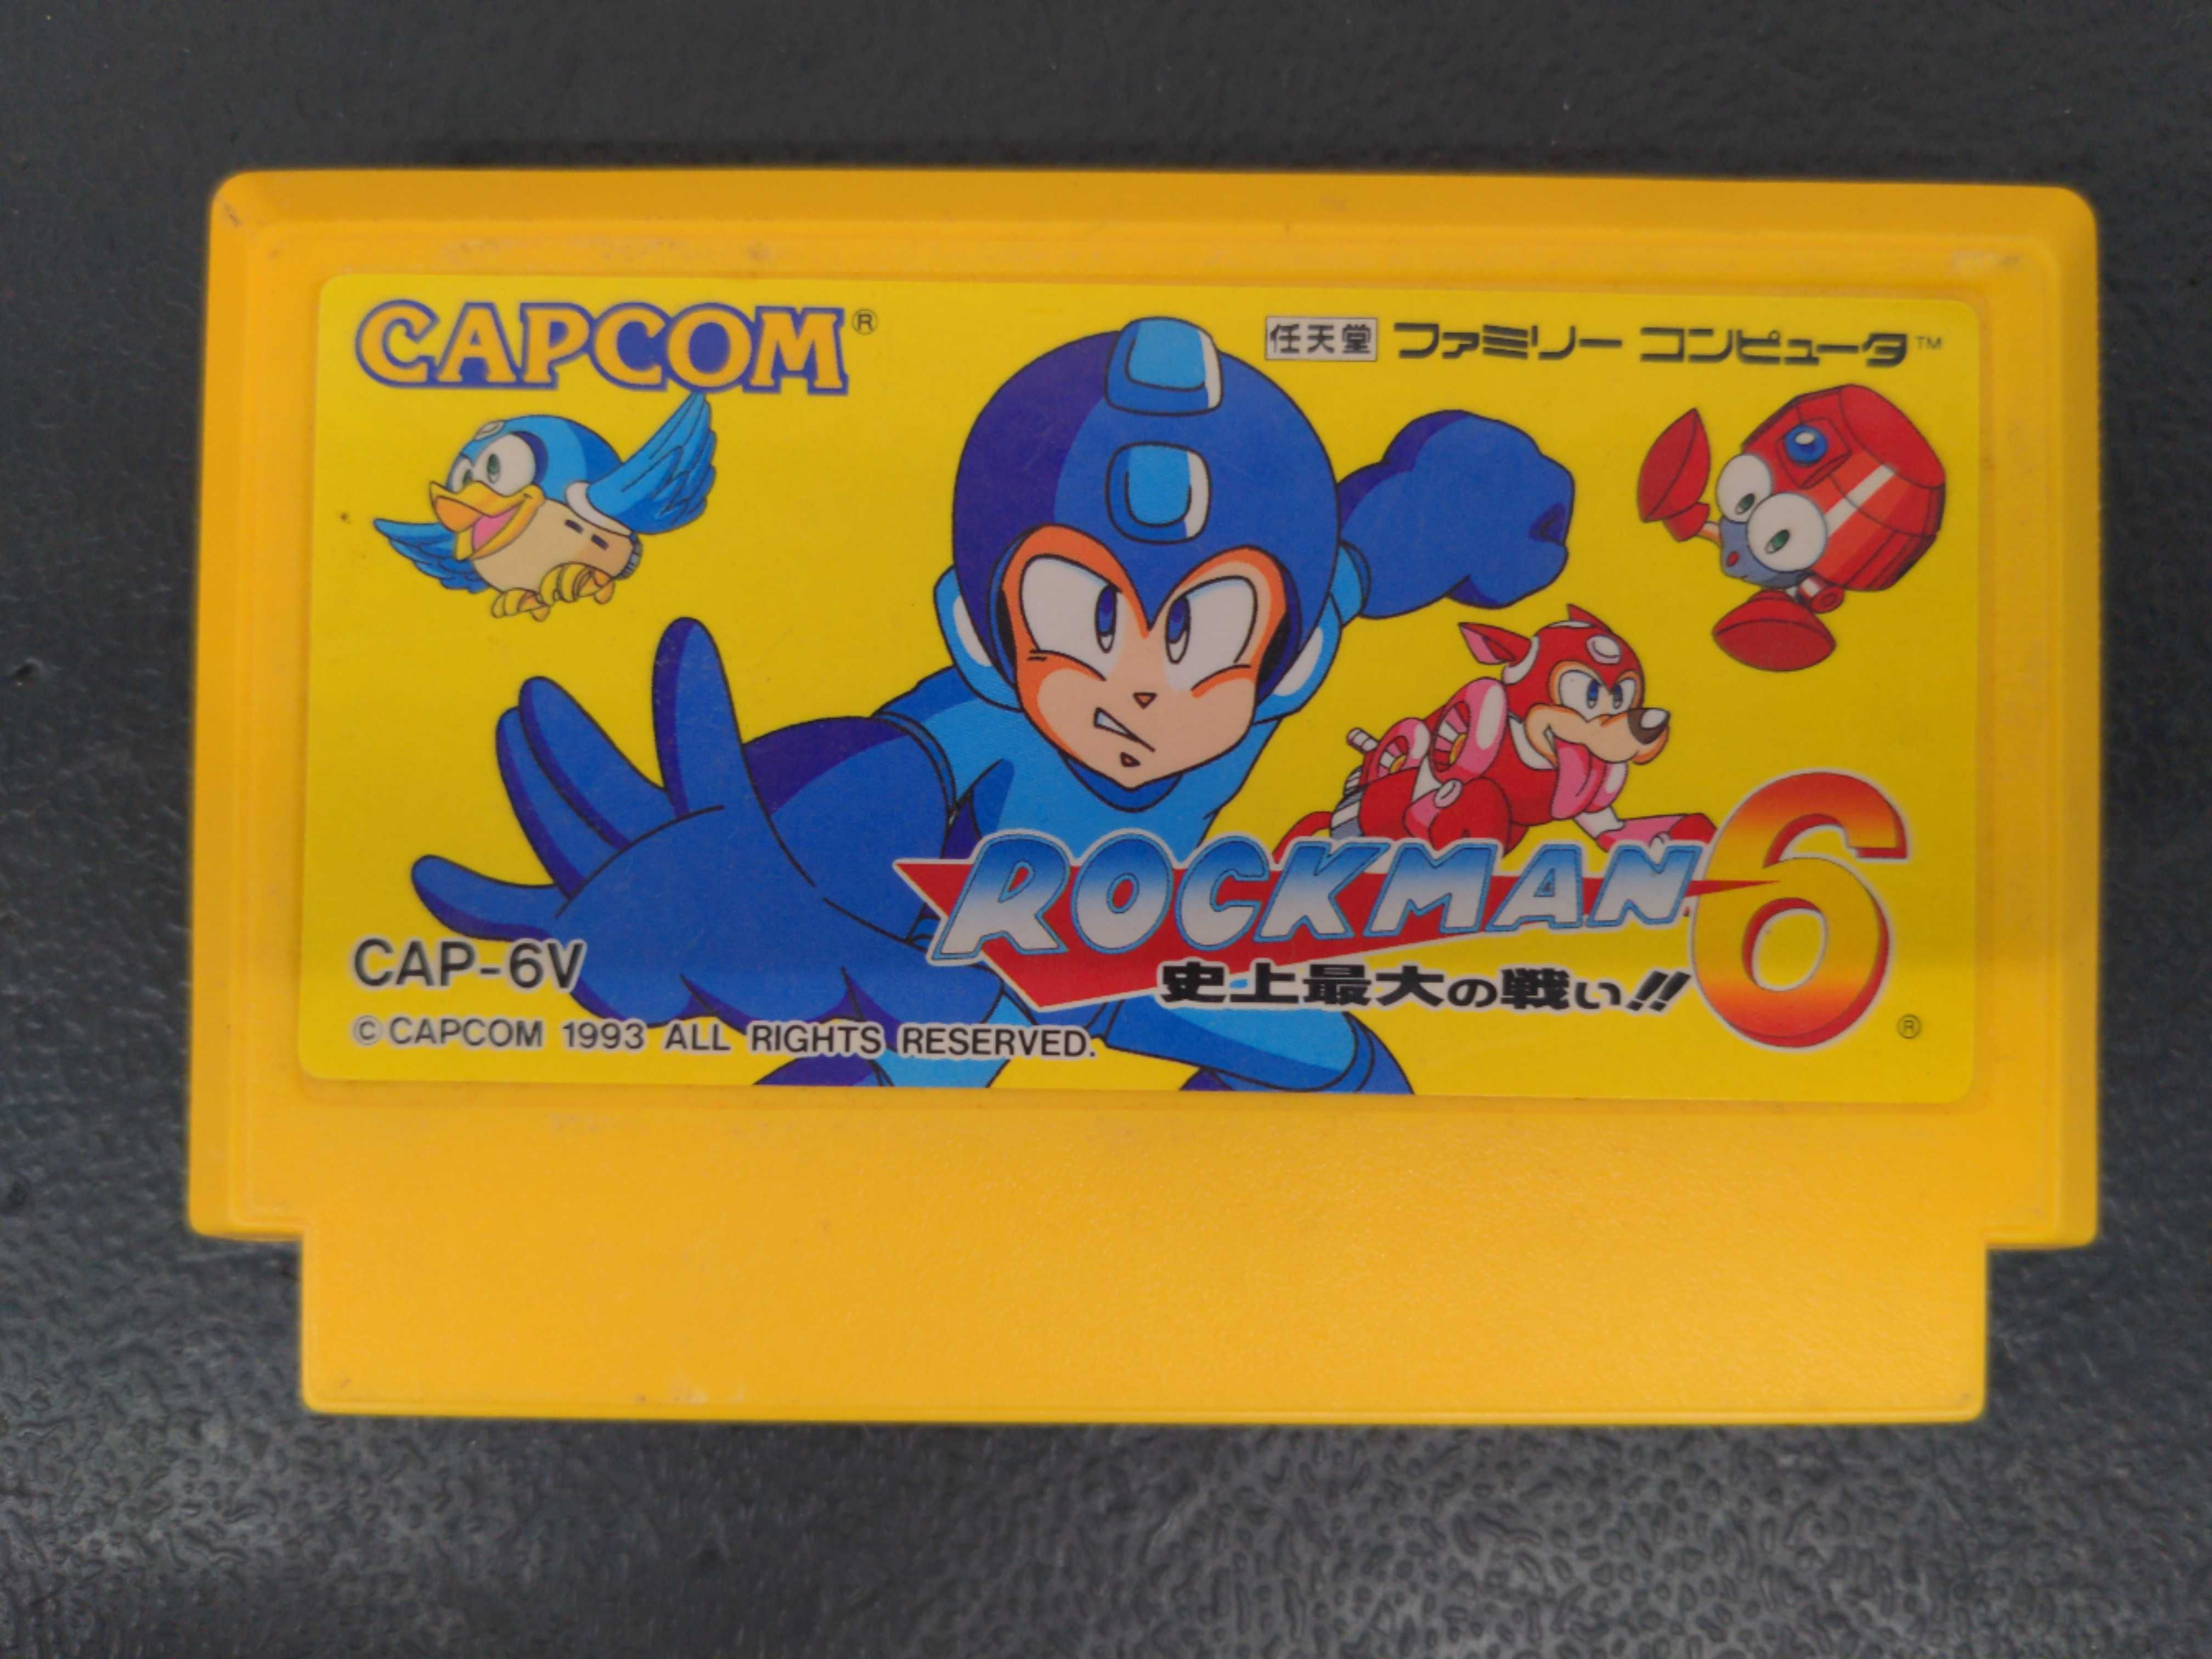 CAPCOM®
任天堂 ファミリー コンピュータ™
ROCKMAN 6
史上最大の戦い!! ®
CAP-6V
©CAPCOM 1993 ALL RIGHTS RESERVED.